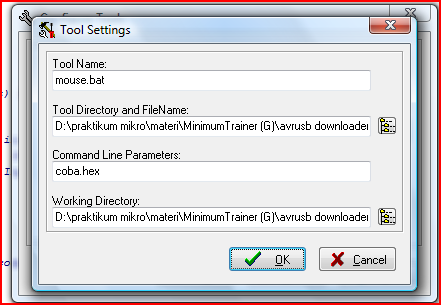 Tool Settings
Tool Name:
mouse.bat
Tool Directory and FileName:
D:\praktikum mikro\materi\MinimumTrainer (G)\avrusb downloader
Command Line Parameters:
coba.hex
Working Directory:
D:\praktikum mikro\materi\MinimumTrainer (G)\avrusb downloader
OK
Cancel